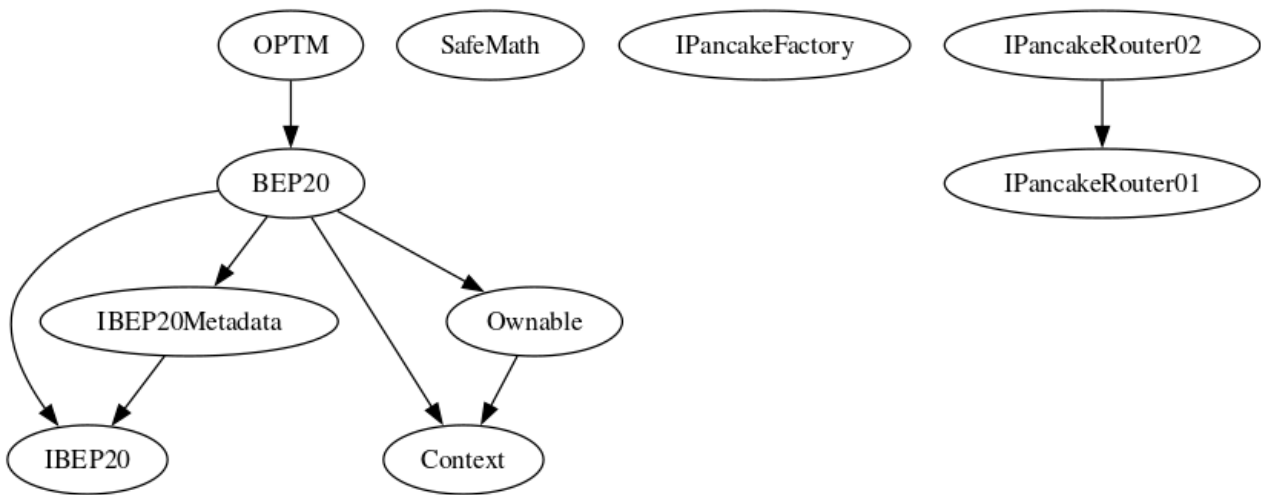 OPTM
SafeMath
IPancakeFactory
IPancakeRouter02
BEP20
IPancakeRouter01
IBEP20Metadata
Ownable
IBEP20
Context